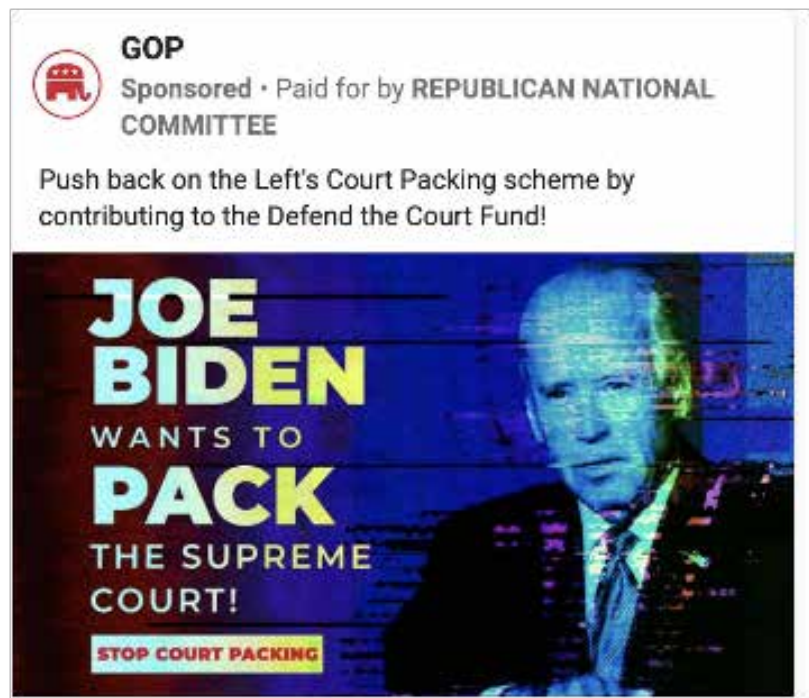 GOP
Sponsored · Paid for by REPUBLICAN NATIONAL
COMMITTEE
Push back on the Left's Court Packing scheme by
contributing to the Defend the Court Fund!
JOE
BIDEN
WANTS TO
PACK
THE SUPREME
COURT!
STOP COURT PACKING